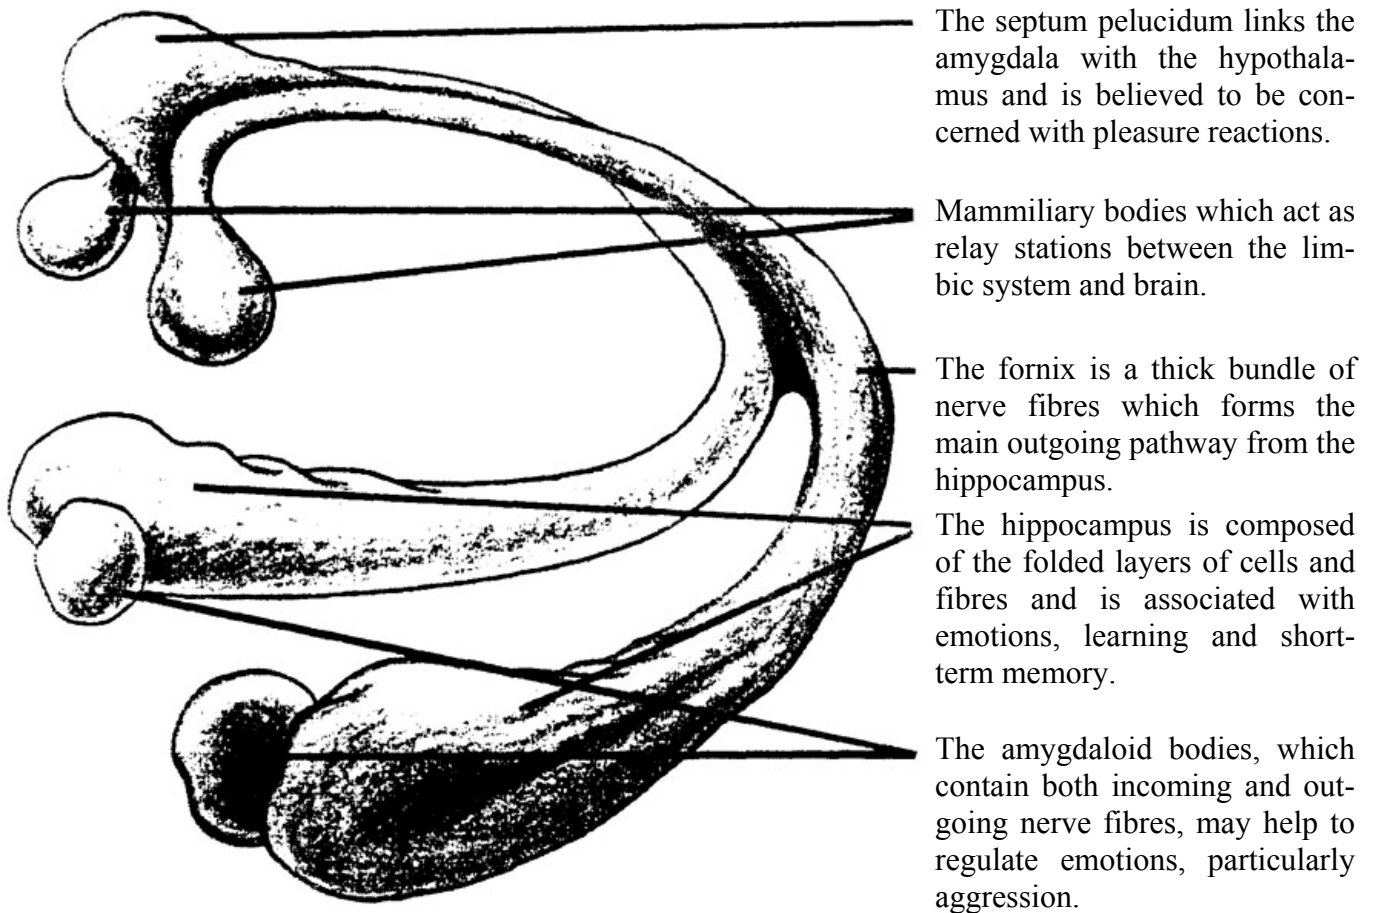 The septum pelucidum links the
amygdala with the hypothala-
mus and is believed to be con-
cerned with pleasure reactions.
Mammiliary bodies which act as
relay stations between the lim-
bic system and brain.
The fornix is a thick bundle of
nerve fibres which forms the
main outgoing pathway from the
hippocampus.
The hippocampus is composed
of the folded layers of cells and
fibres and is associated with
emotions, learning and short-
term memory.
The amygdaloid bodies, which
contain both incoming and out-
going nerve fibres, may help to
regulate emotions, particularly
aggression.